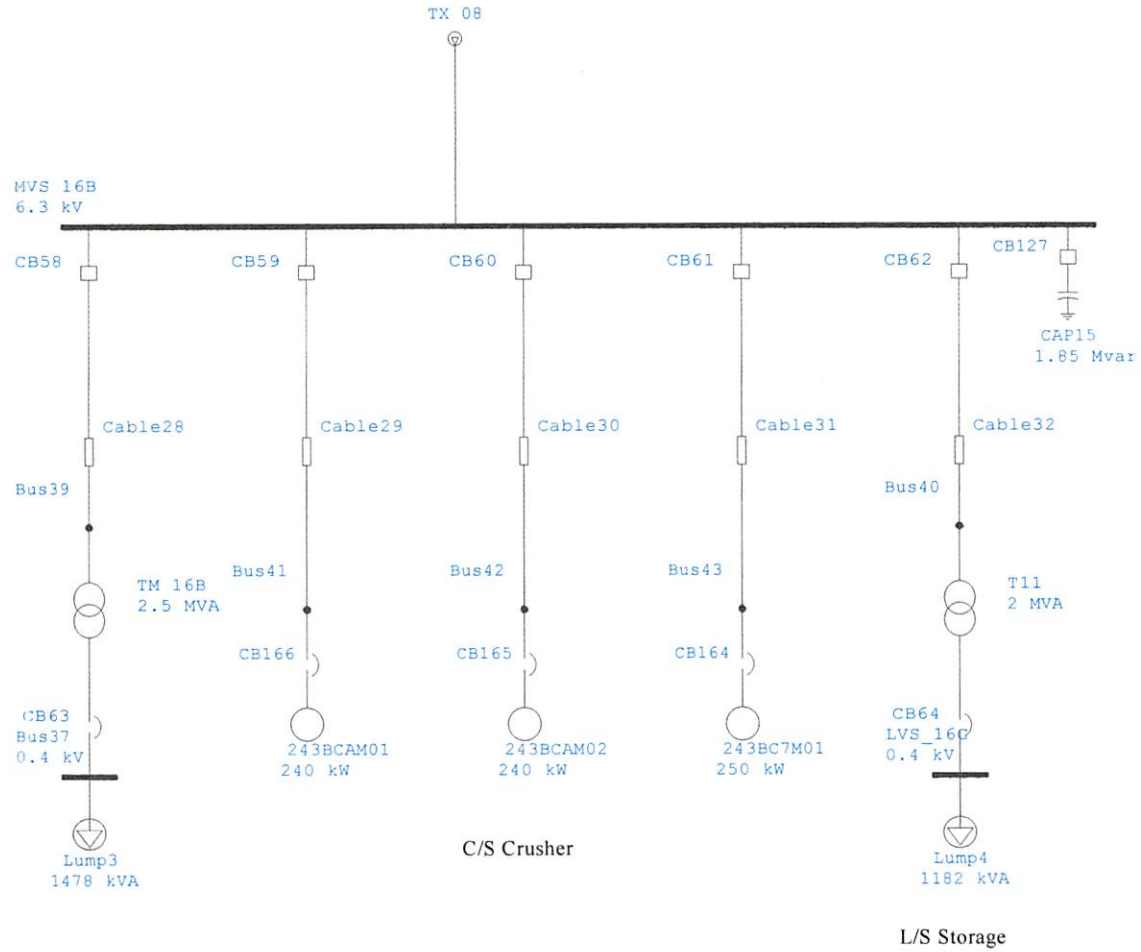 TX 08
MVS 16B
6.3 kV
CB58
CB59
CB60
CB61
CB62
CB127
CAP15
1.85 Mvar
Cable28
Cable29
Cable30
Cable31
Cable32
Bus39
Bus40
Bus41
Bus42
Bus43
TM 16B
2.5 MVA
T11
2 MVA
CB166
CB165
CB164
CB63
Bus37
0.4 kV
243BCAM01
240 kW
243BCAM02
240 kW
243BC7M01
250 kW
CB64
LVS_16C
0.4 kV
Lump3
1478 kVA
C/S Crusher
Lump4
1182 kVA
L/S Storage